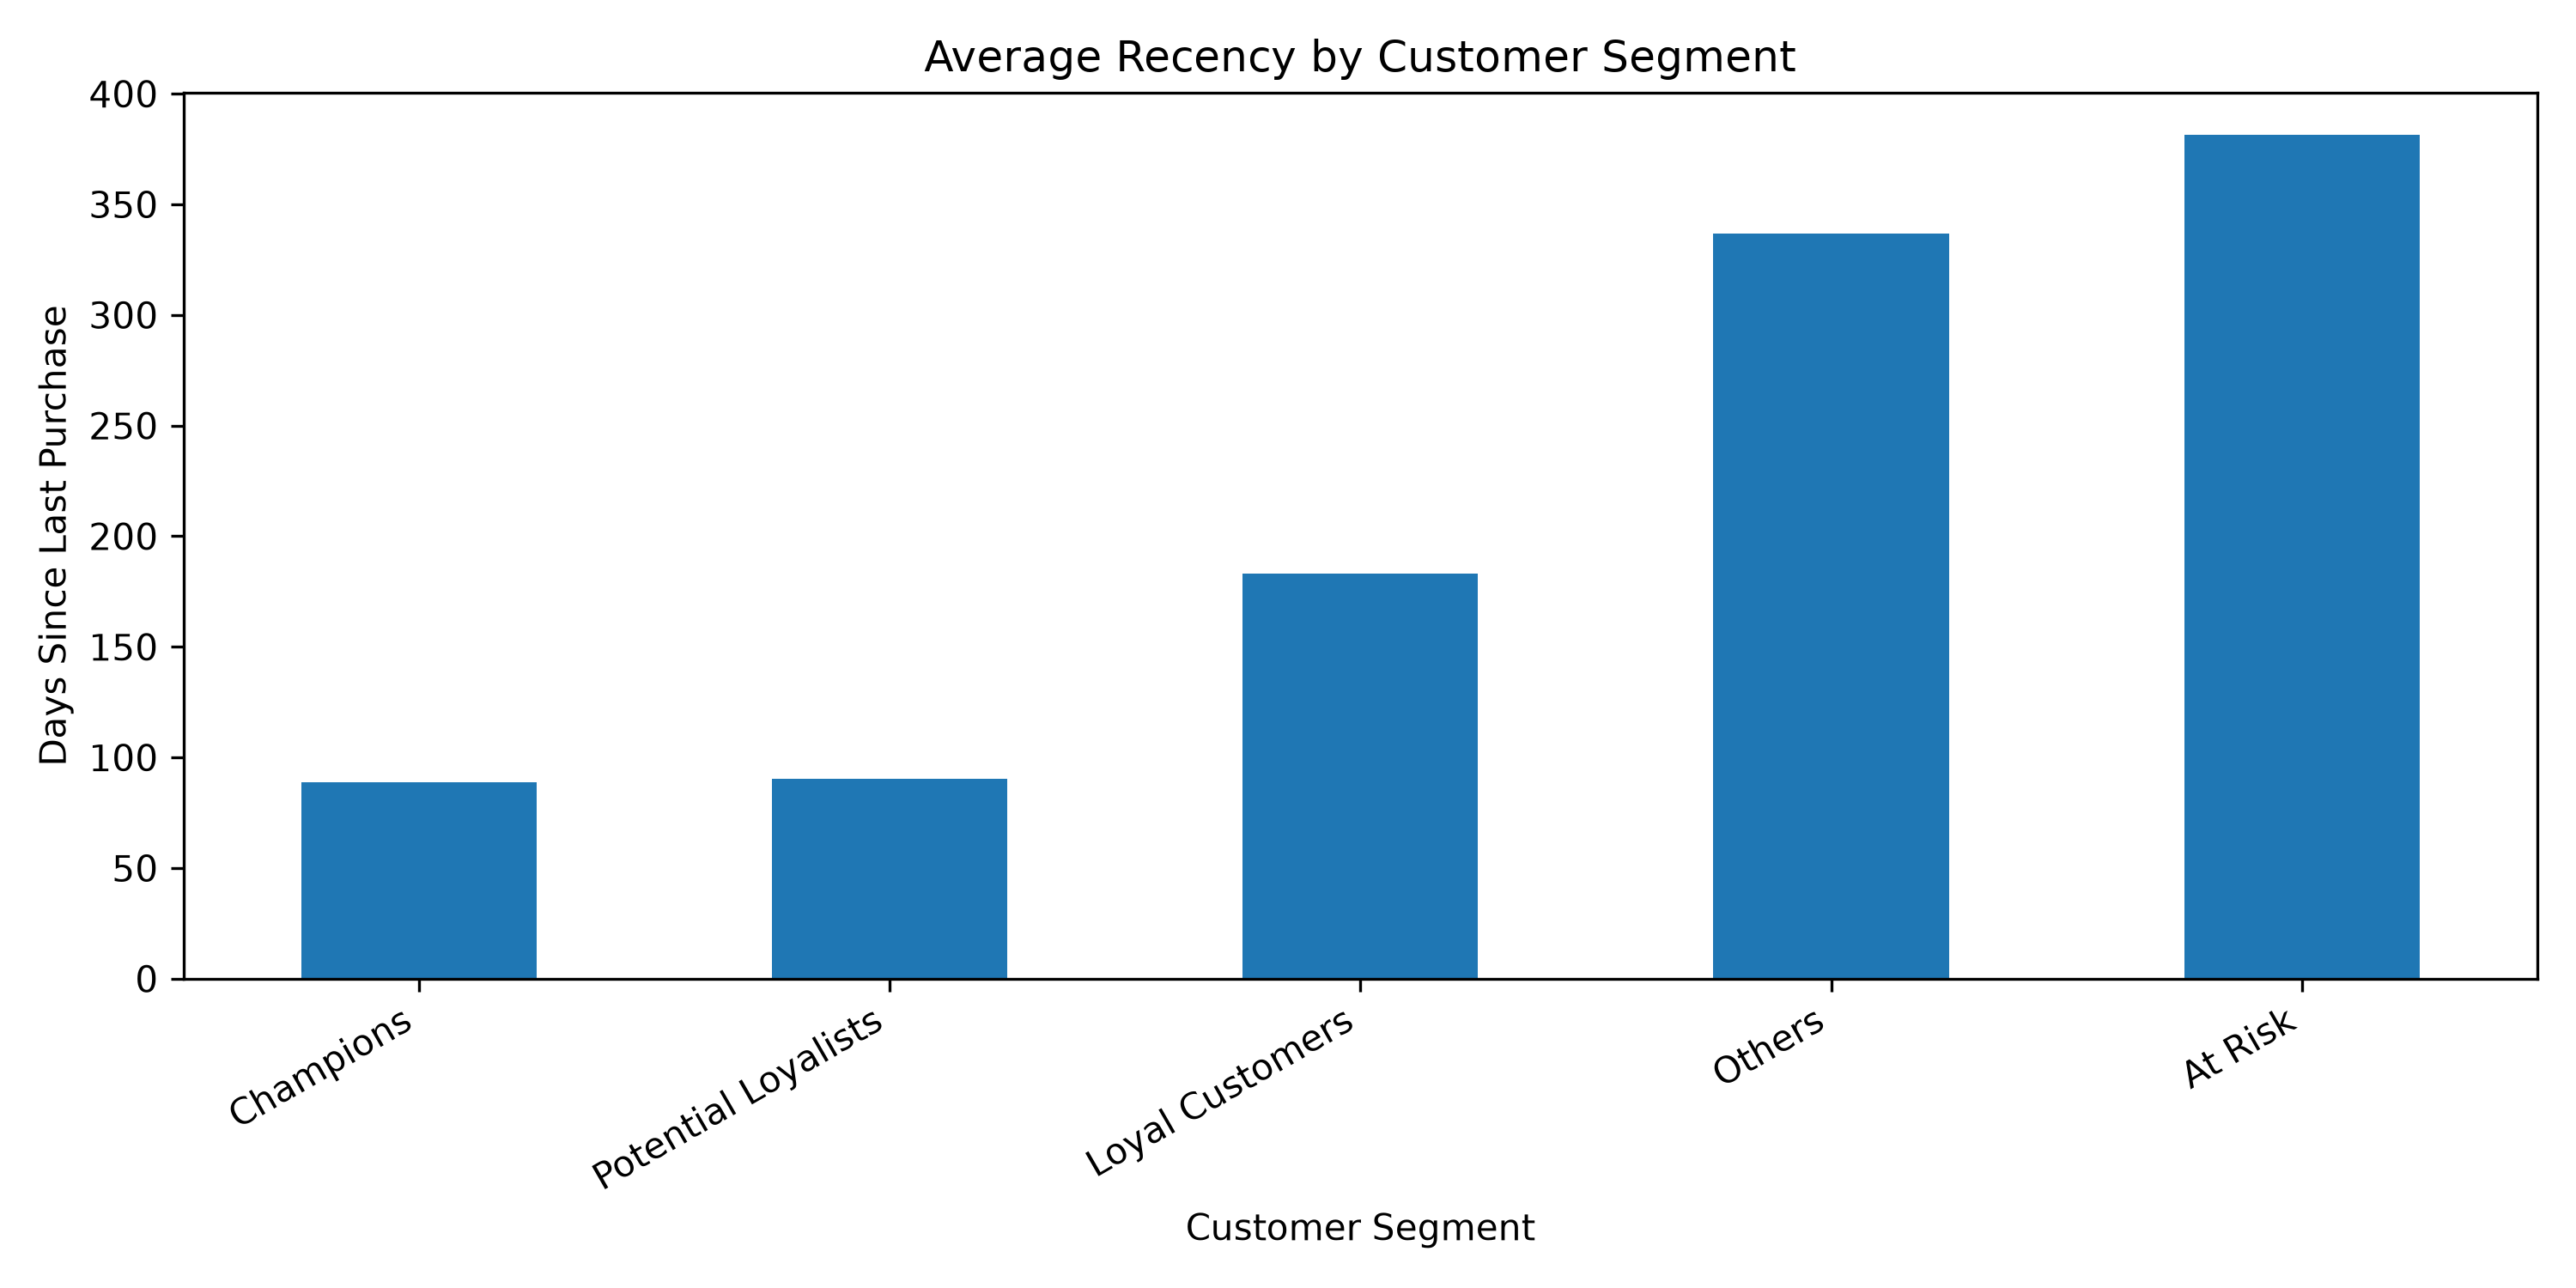 Average Recency by Customer Segment
Days Since Last Purchase
400
350
300
250
200
150
100
50
0
Champions
Potential Loyalists
Loyal Customers
Others
At Risk
Customer Segment